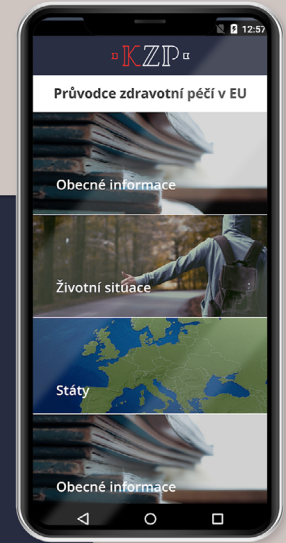 12:57
KZP
Průvodce zdravotní péčí v EU
Obecné informace
Životní situace
Státy
Obecné informace